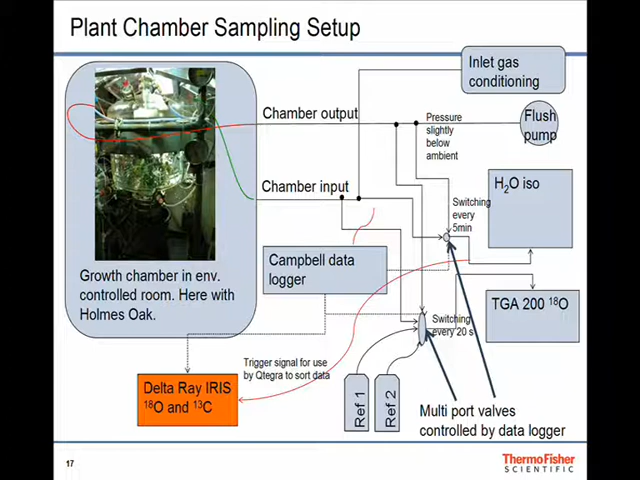 Plant Chamber Sampling Setup
Inlet gas
conditioning
Chamber output
Pressure
slightly
below
ambient
Flush
pump
H2O iso
Chamber input
Switching
every
5min
Growth chamber in env.
controlled room. Here with
Holmes Oak.
Campbell data
logger
TGA 200 18O
Switching
every 20 s
Trigger signal for use
by Qtegra to sort data
Delta Ray IRIS
18O and 13C
Ref 1
Ref 2
Multi port valves
controlled by data logger
17
ThermoFisher
SCIENTIFIC